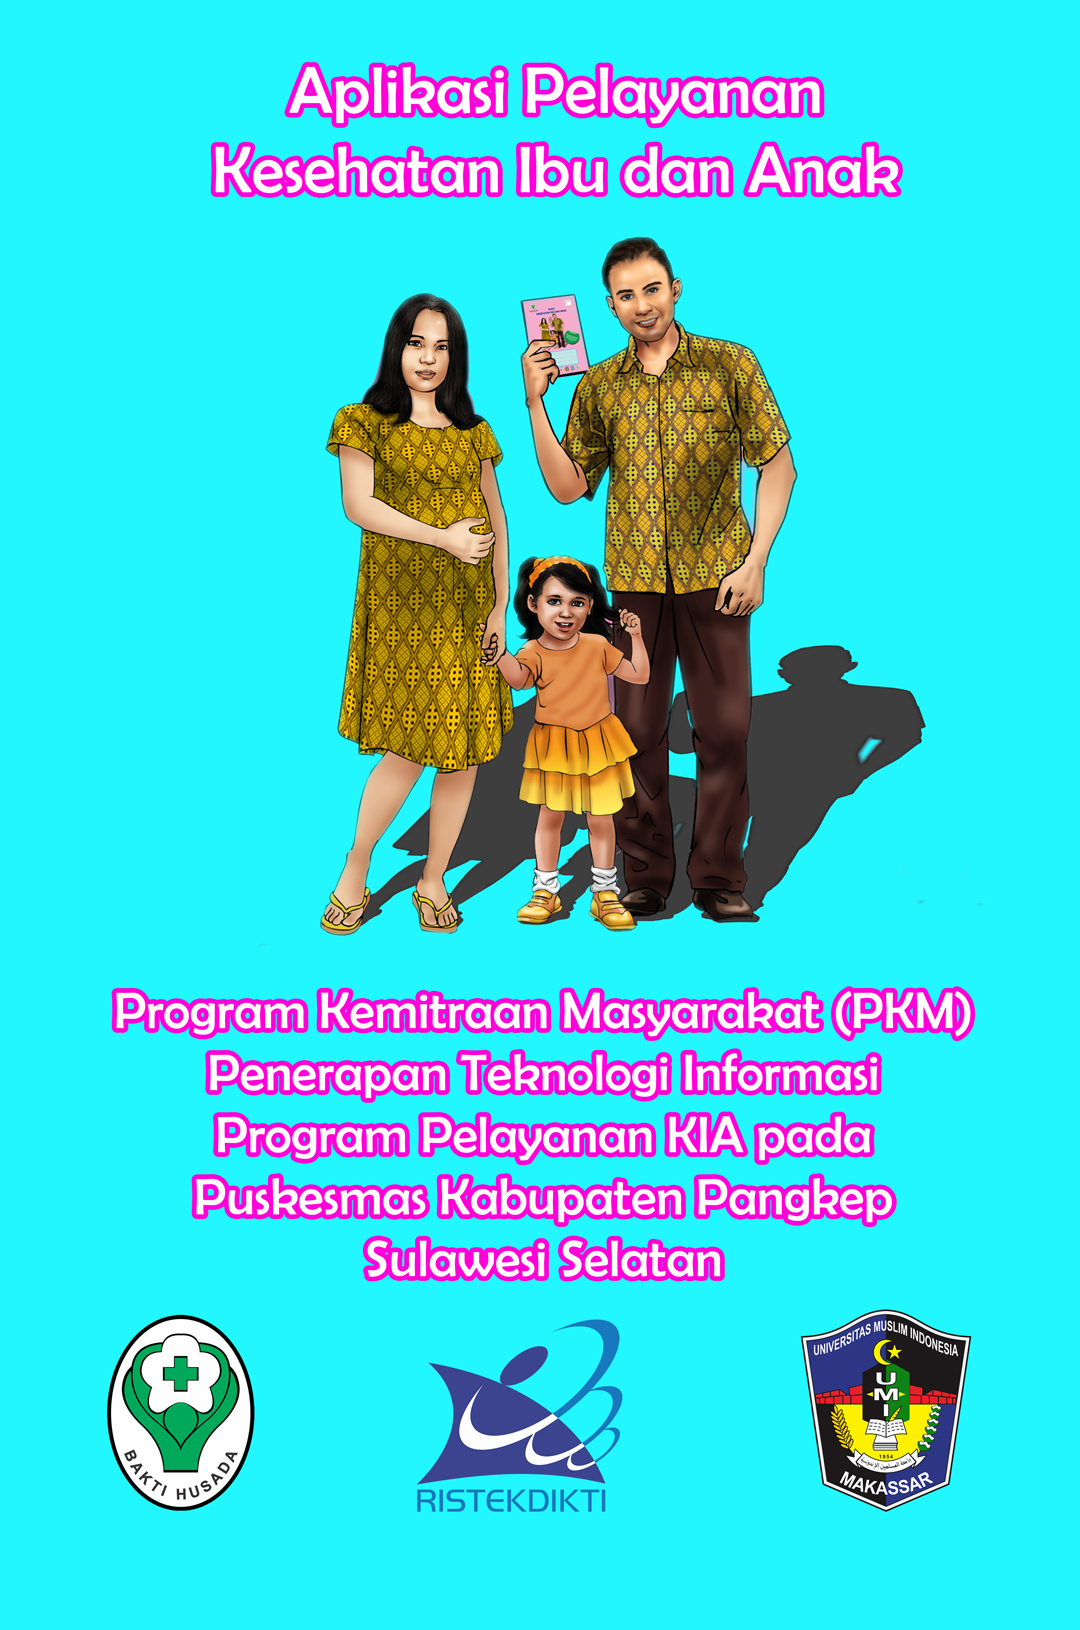 Aplikasi Pelayanan
Kesehatan Ibu dan Anak
Program Kemitraan Masyarakat (PKM)
Penerapan Teknologi Informasi
Program Pelayanan KIA pada
Puskesmas Kabupaten Pangkep
Sulawesi Selatan
BAKTI HUSADA
RISTEKDIKTI
UNIVERSITAS MUSLIM INDONESIA
UMI
1954
MAKASSAR